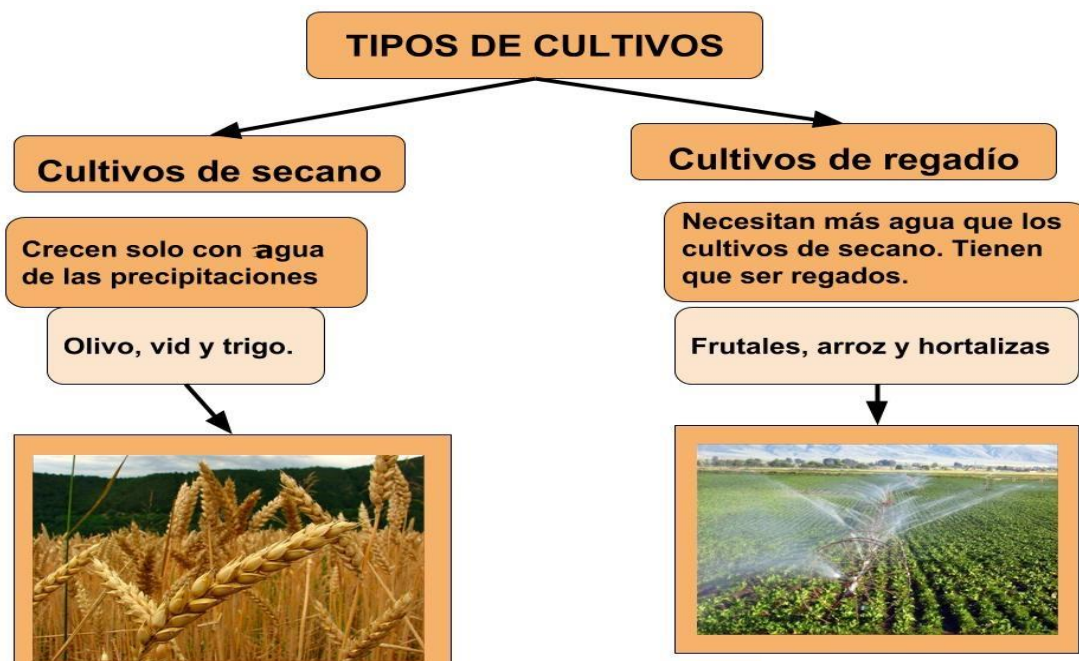 TIPOS DE CULTIVOS
Cultivos de secano
Crecen solo con agua
de las precipitaciones
Olivo, vid y trigo.
Cultivos de regadío
Necesitan más agua que los
cultivos de secano. Tienen
que ser regados.
Frutales, arroz y hortalizas